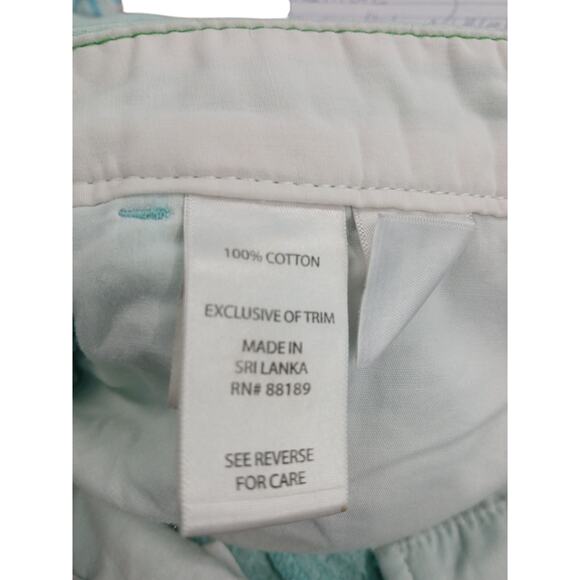 100% COTTON
EXCLUSIVE OF TRIM
MADE IN
SRI LANKA
RN# 88189
SEE REVERSE
FOR CARE